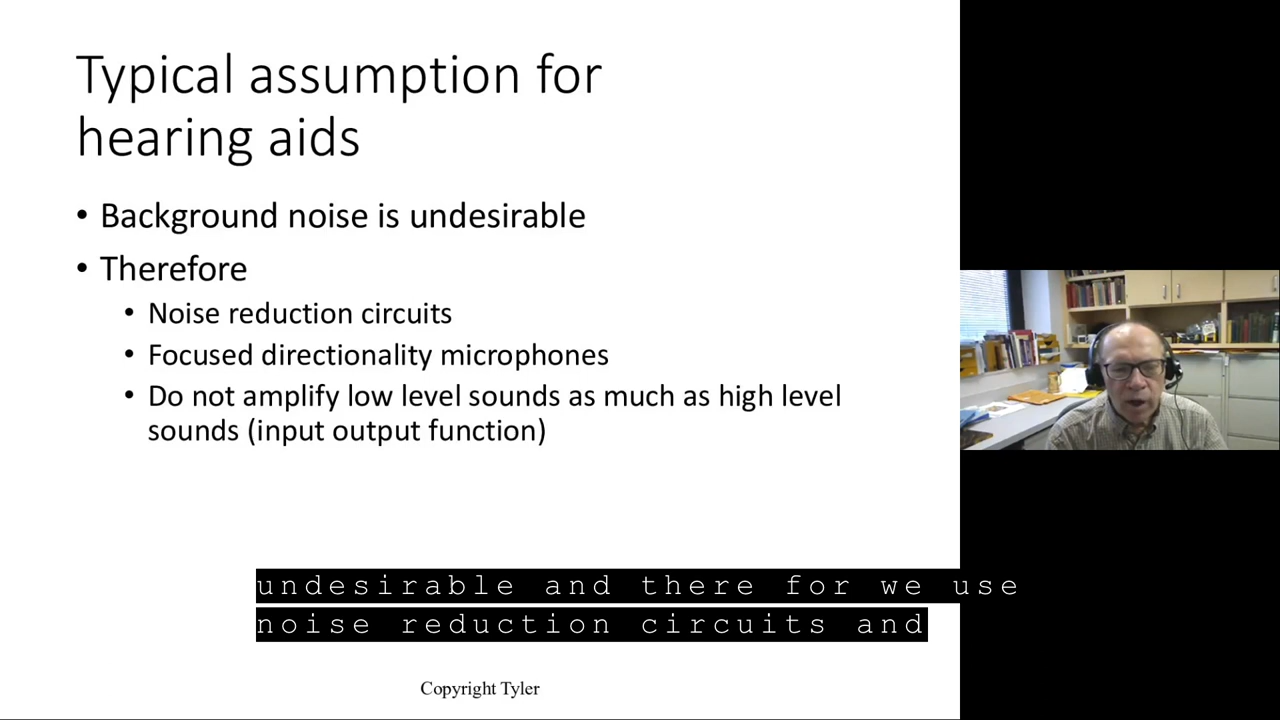 Typical assumption for
hearing aids
• Background noise is undesirable
• Therefore
• Noise reduction circuits
• Focused directionality microphones
• Do not amplify low level sounds as much as high level
sounds (input output function)
undesirable and there for we use
noise reduction circuits and
Copyright Tyler